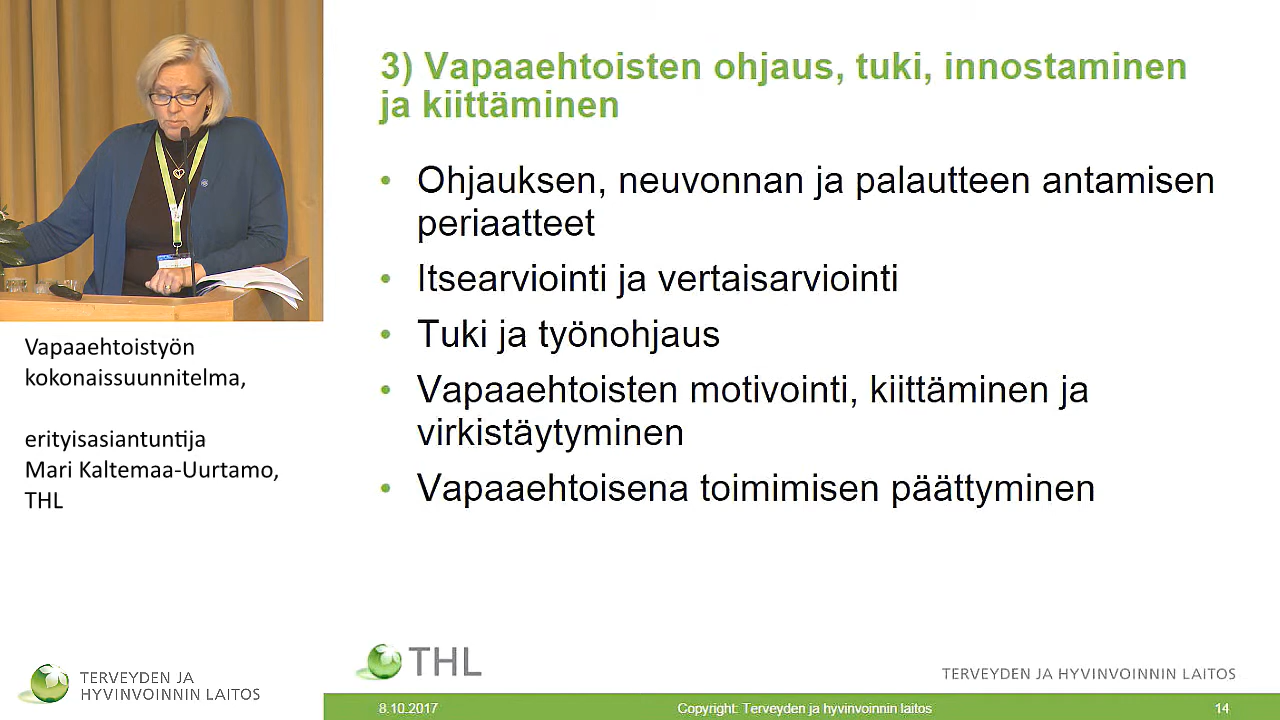 3) Vapaaehtoisten ohjaus, tuki, innostaminen
ja kiittäminen
• Ohjauksen, neuvonnan ja palautteen antamisen
periaatteet
• Itsearviointi ja vertaisarviointi
• Tuki ja työnohjaus
• Vapaaehtoisten motivointi, kiittäminen ja
virkistäytyminen
• Vapaaehtoisena toimimisen päättyminen
Vapaaehtoistyön
kokonaissuunnitelma,
erityisasiantuntija
Mari Kaltemaa-Uurtamo,
THL
TERVEYDEN JA
HYVINVOINNIN LAITOS
THL
TERVEYDEN JA HYVINVOINNIN LAITOS
8.10.2017
Copyright: Terveyden ja hyvinvoinnin laitos
14